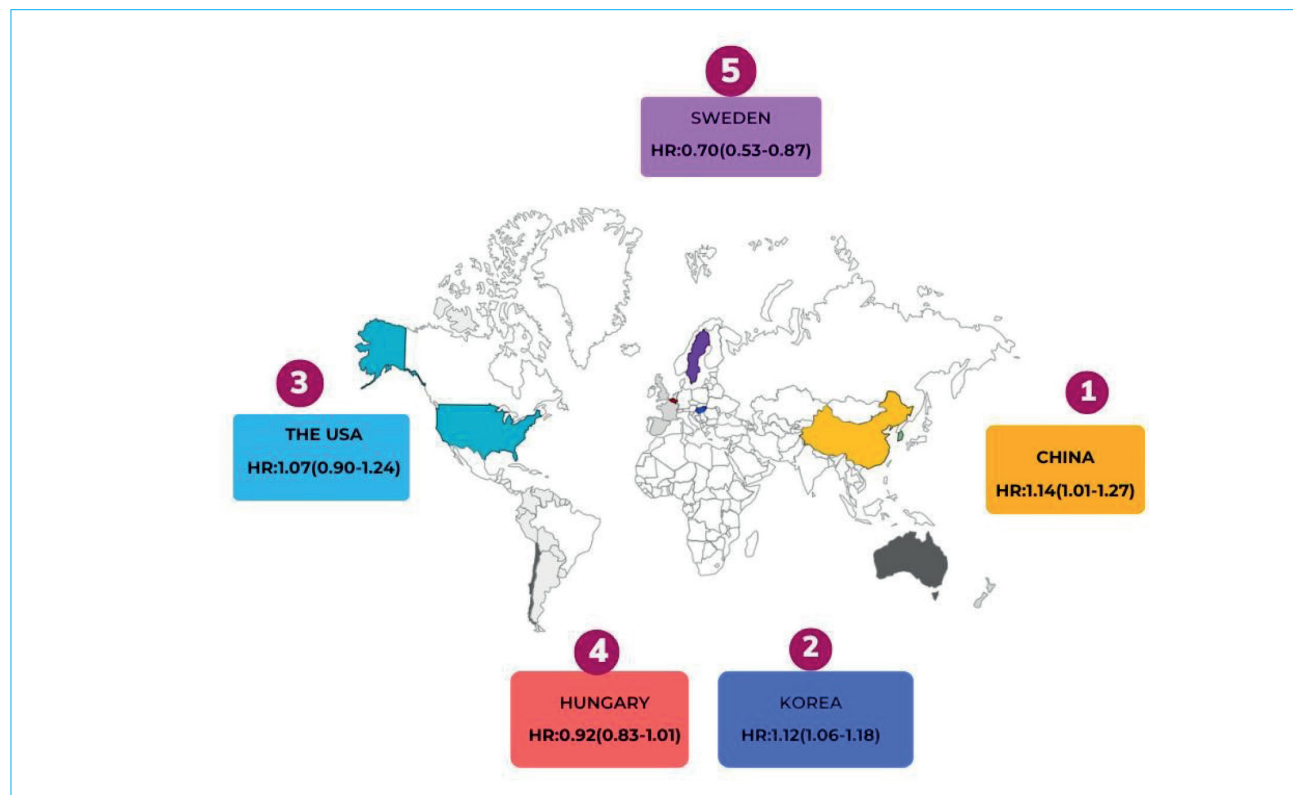 5
SWEDEN
HR:0.70(0.53-0.87)
3
THE USA
HR:1.07(0.90-1.24)
1
CHINA
HR:1.14(1.01-1.27)
4
HUNGARY
HR:0.92(0.83-1.01)
2
KOREA
HR:1.12(1.06-1.18)